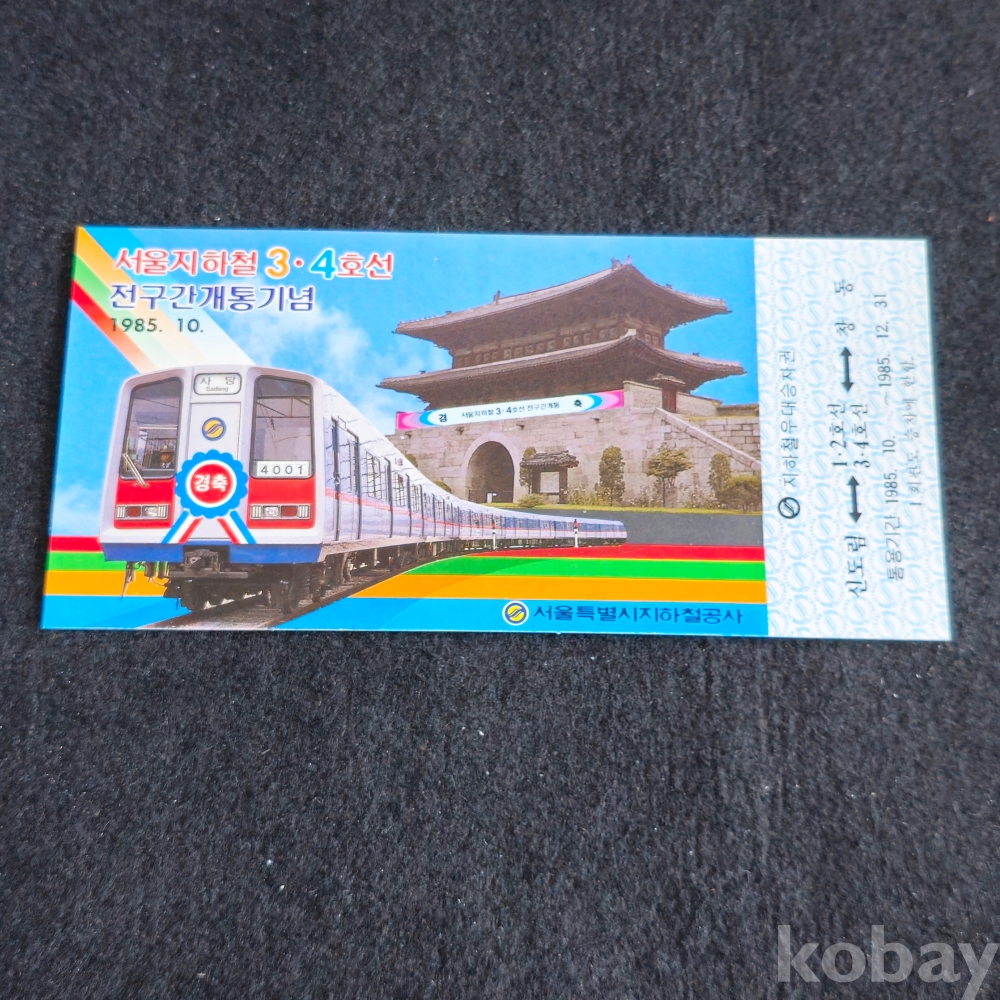 서울지하철 3·4호선
전구간개통기념
1985. 10.
사 당
Sadang
4001
경축
경 서울지하철 3·4호선 전구간개통 축
서울특별시지하철공사
지하철우대승차권
신도림 ↔ 1·2호선 3·4호선 ↔ 창 동
통용기간 1985. 10. ~1985. 12. 31
1회권도 승차에 한함
kobay